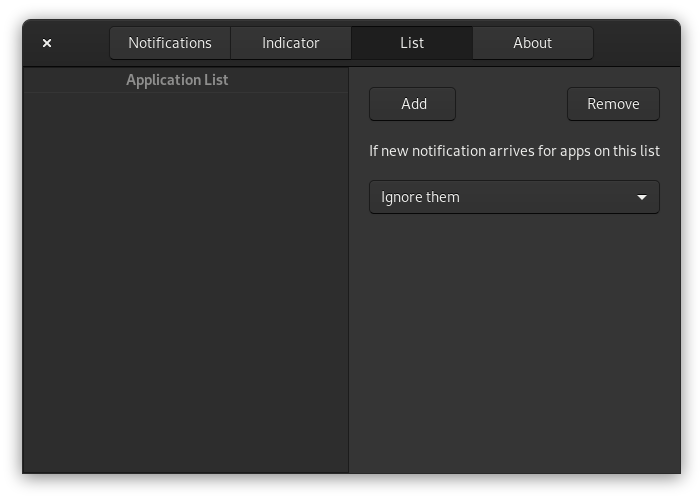 Notifications
Indicator
List
About
Application List
Add
Remove
If new notification arrives for apps on this list
Ignore them